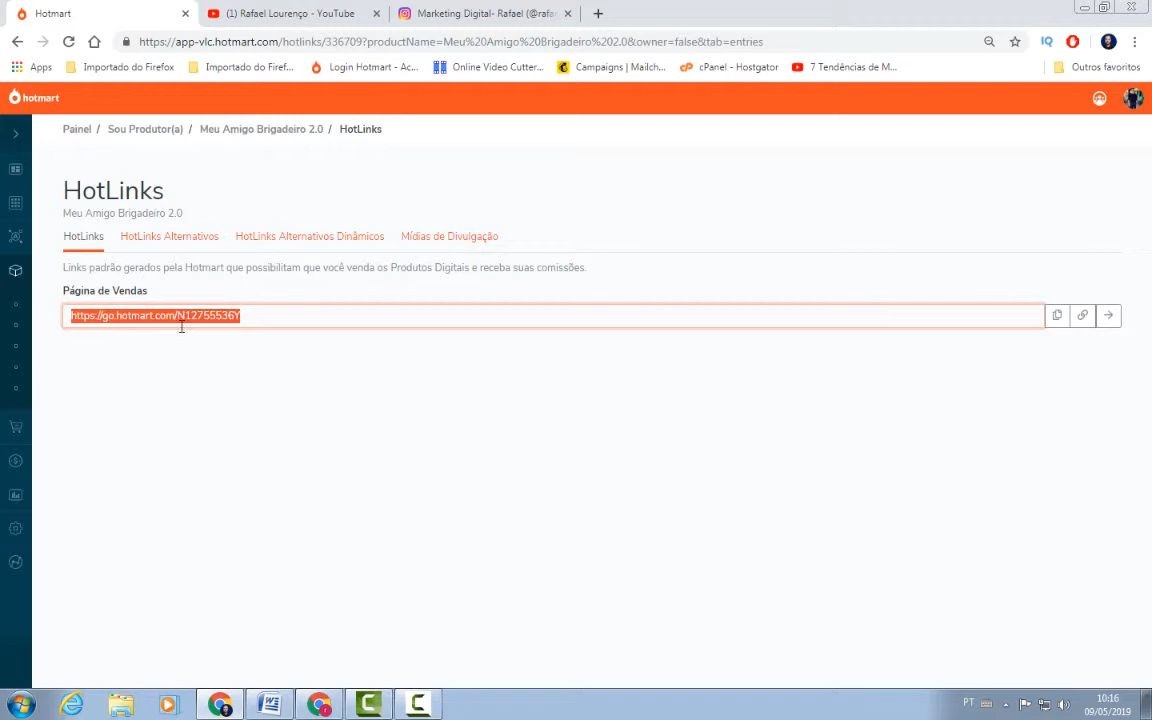 Hotmart
(1) Rafael Lourenço - YouTube
Marketing Digital- Rafael (@rafa
https://app-vlc.hotmart.com/hotlinks/336709?productName=Meu%20Amigo%20Brigadeiro%202.0&owner=false&tab=entries
IQ
Apps
Importado do Firefox
Importado do Firef...
Login Hotmart - Ac...
Online Video Cutter...
Campaigns | Mailch...
cPanel - Hostgator
7 Tendências de M...
Outros favoritos
hotmart
Painel / Sou Produtor(a) / Meu Amigo Brigadeiro 2.0 / HotLinks
HotLinks
Meu Amigo Brigadeiro 2.0
HotLinks
HotLinks Alternativos
HotLinks Alternativos Dinâmicos
Mídias de Divulgação
Links padrão gerados pela Hotmart que possibilitam que você venda os Produtos Digitais e receba suas comissões.
Página de Vendas
https://go.hotmart.com/N12755536Y
PT
10:16
09/05/2019